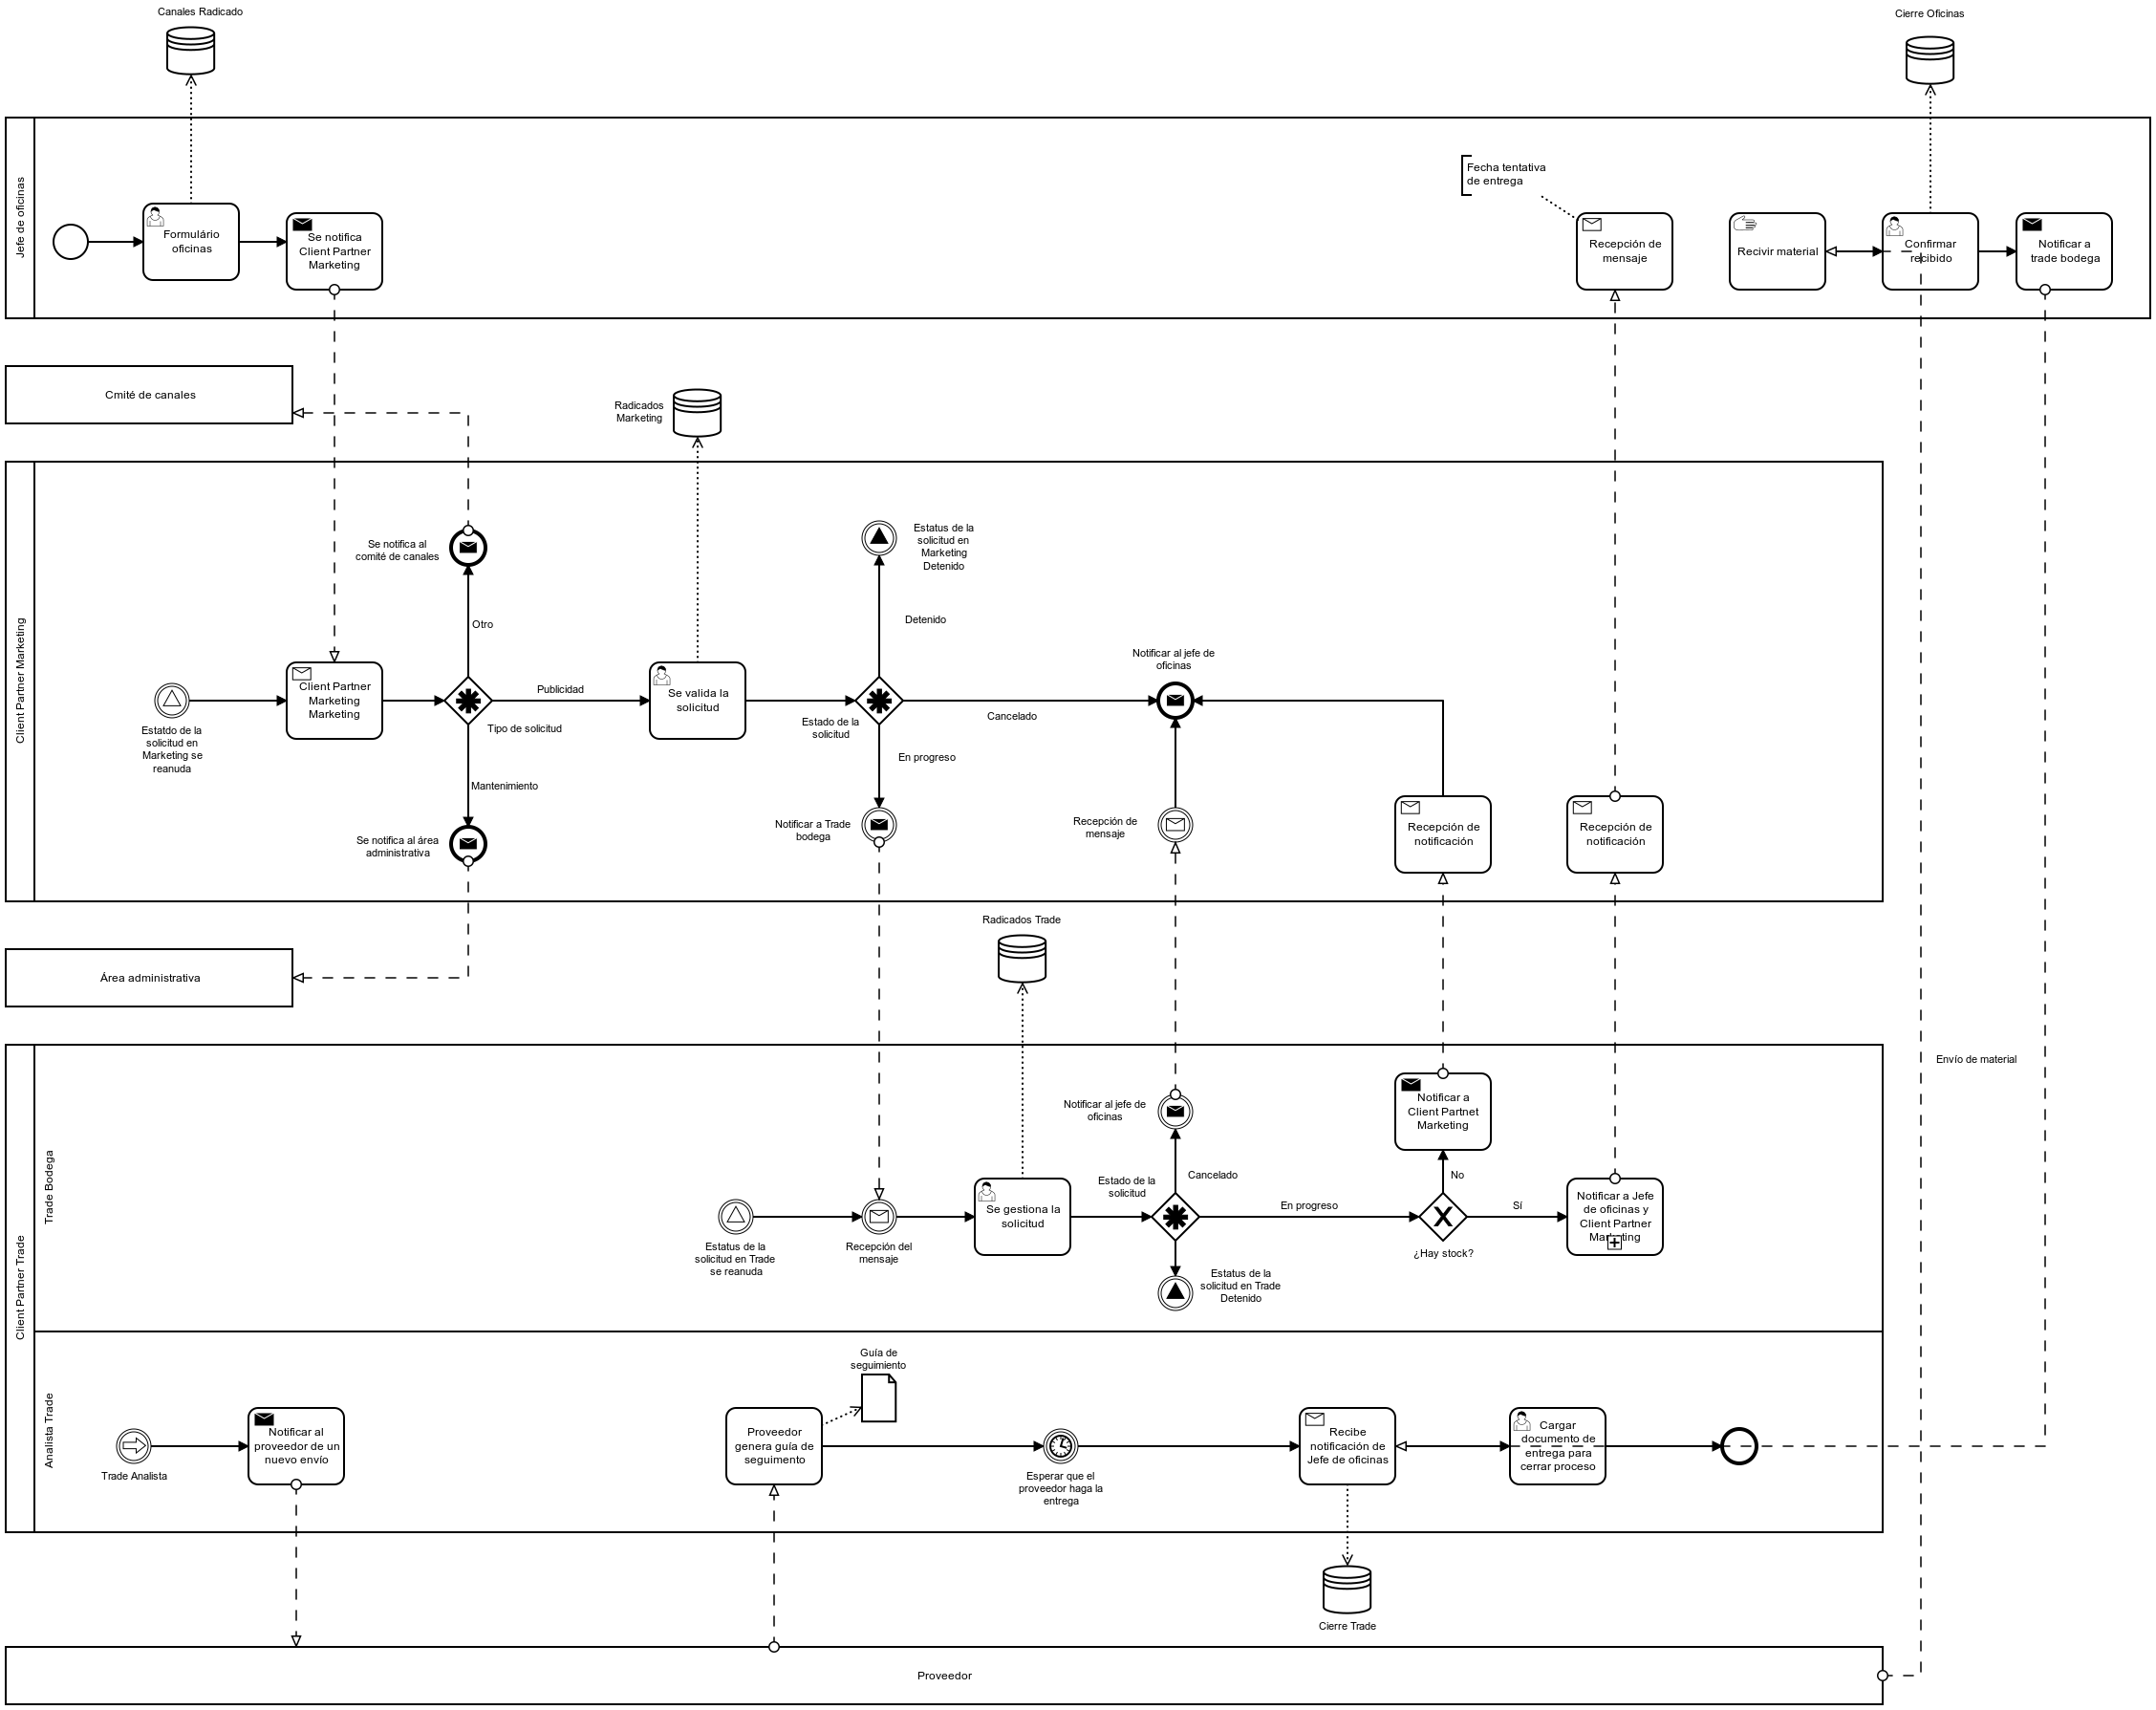 Canales Radicado
Cierre Oficinas
Jefe de oficinas
Formulário
oficinas
Se notifica
Client Partner
Marketing
Fecha tentativa
de entrega
Recepción de
mensaje
Recivir material
Confirmar
recibido
Notificar a
trade bodega
Cmité de canales
Radicados
Marketing
Client Partner Marketing
Se notifica al
comité de canales
Otro
Estatdo de la
solicitud en
Marketing se
reanuda
Client Partner
Marketing
Marketing
Publicidad
Tipo de solicitud
Mantenimiento
Se notifica al área
administrativa
Se valida la
solicitud
Estatus de la
solicitud en
Marketing
Detenido
Detenido
Estado de la
solicitud
Cancelado
En progreso
Notificar a Trade
bodega
Notificar al jefe de
oficinas
Recepción de
mensaje
Recepción de
notificación
Recepción de
notificación
Área administrativa
Radicados Trade
Envío de material
Client Partner Trade
Trade Bodega
Estatus de la
solicitud en Trade
se reanuda
Recepción del
mensaje
Se gestiona la
solicitud
Notificar al jefe de
oficinas
Cancelado
Estado de la
solicitud
En progreso
Estatus de la
solicitud en Trade
Detenido
Notificar a
Client Partnet
Marketing
No
¿Hay stock?
Sí
Notificar a Jefe
de oficinas y
Client Partner
Marketing
Analista Trade
Trade Analista
Notificar al
proveedor de un
nuevo envío
Proveedor
genera guía de
seguimento
Guía de
seguimiento
Esperar que el
proveedor haga la
entrega
Recibe
notificación de
Jefe de oficinas
Cargar
documento de
entrega para
cerrar proceso
Cierre Trade
Proveedor